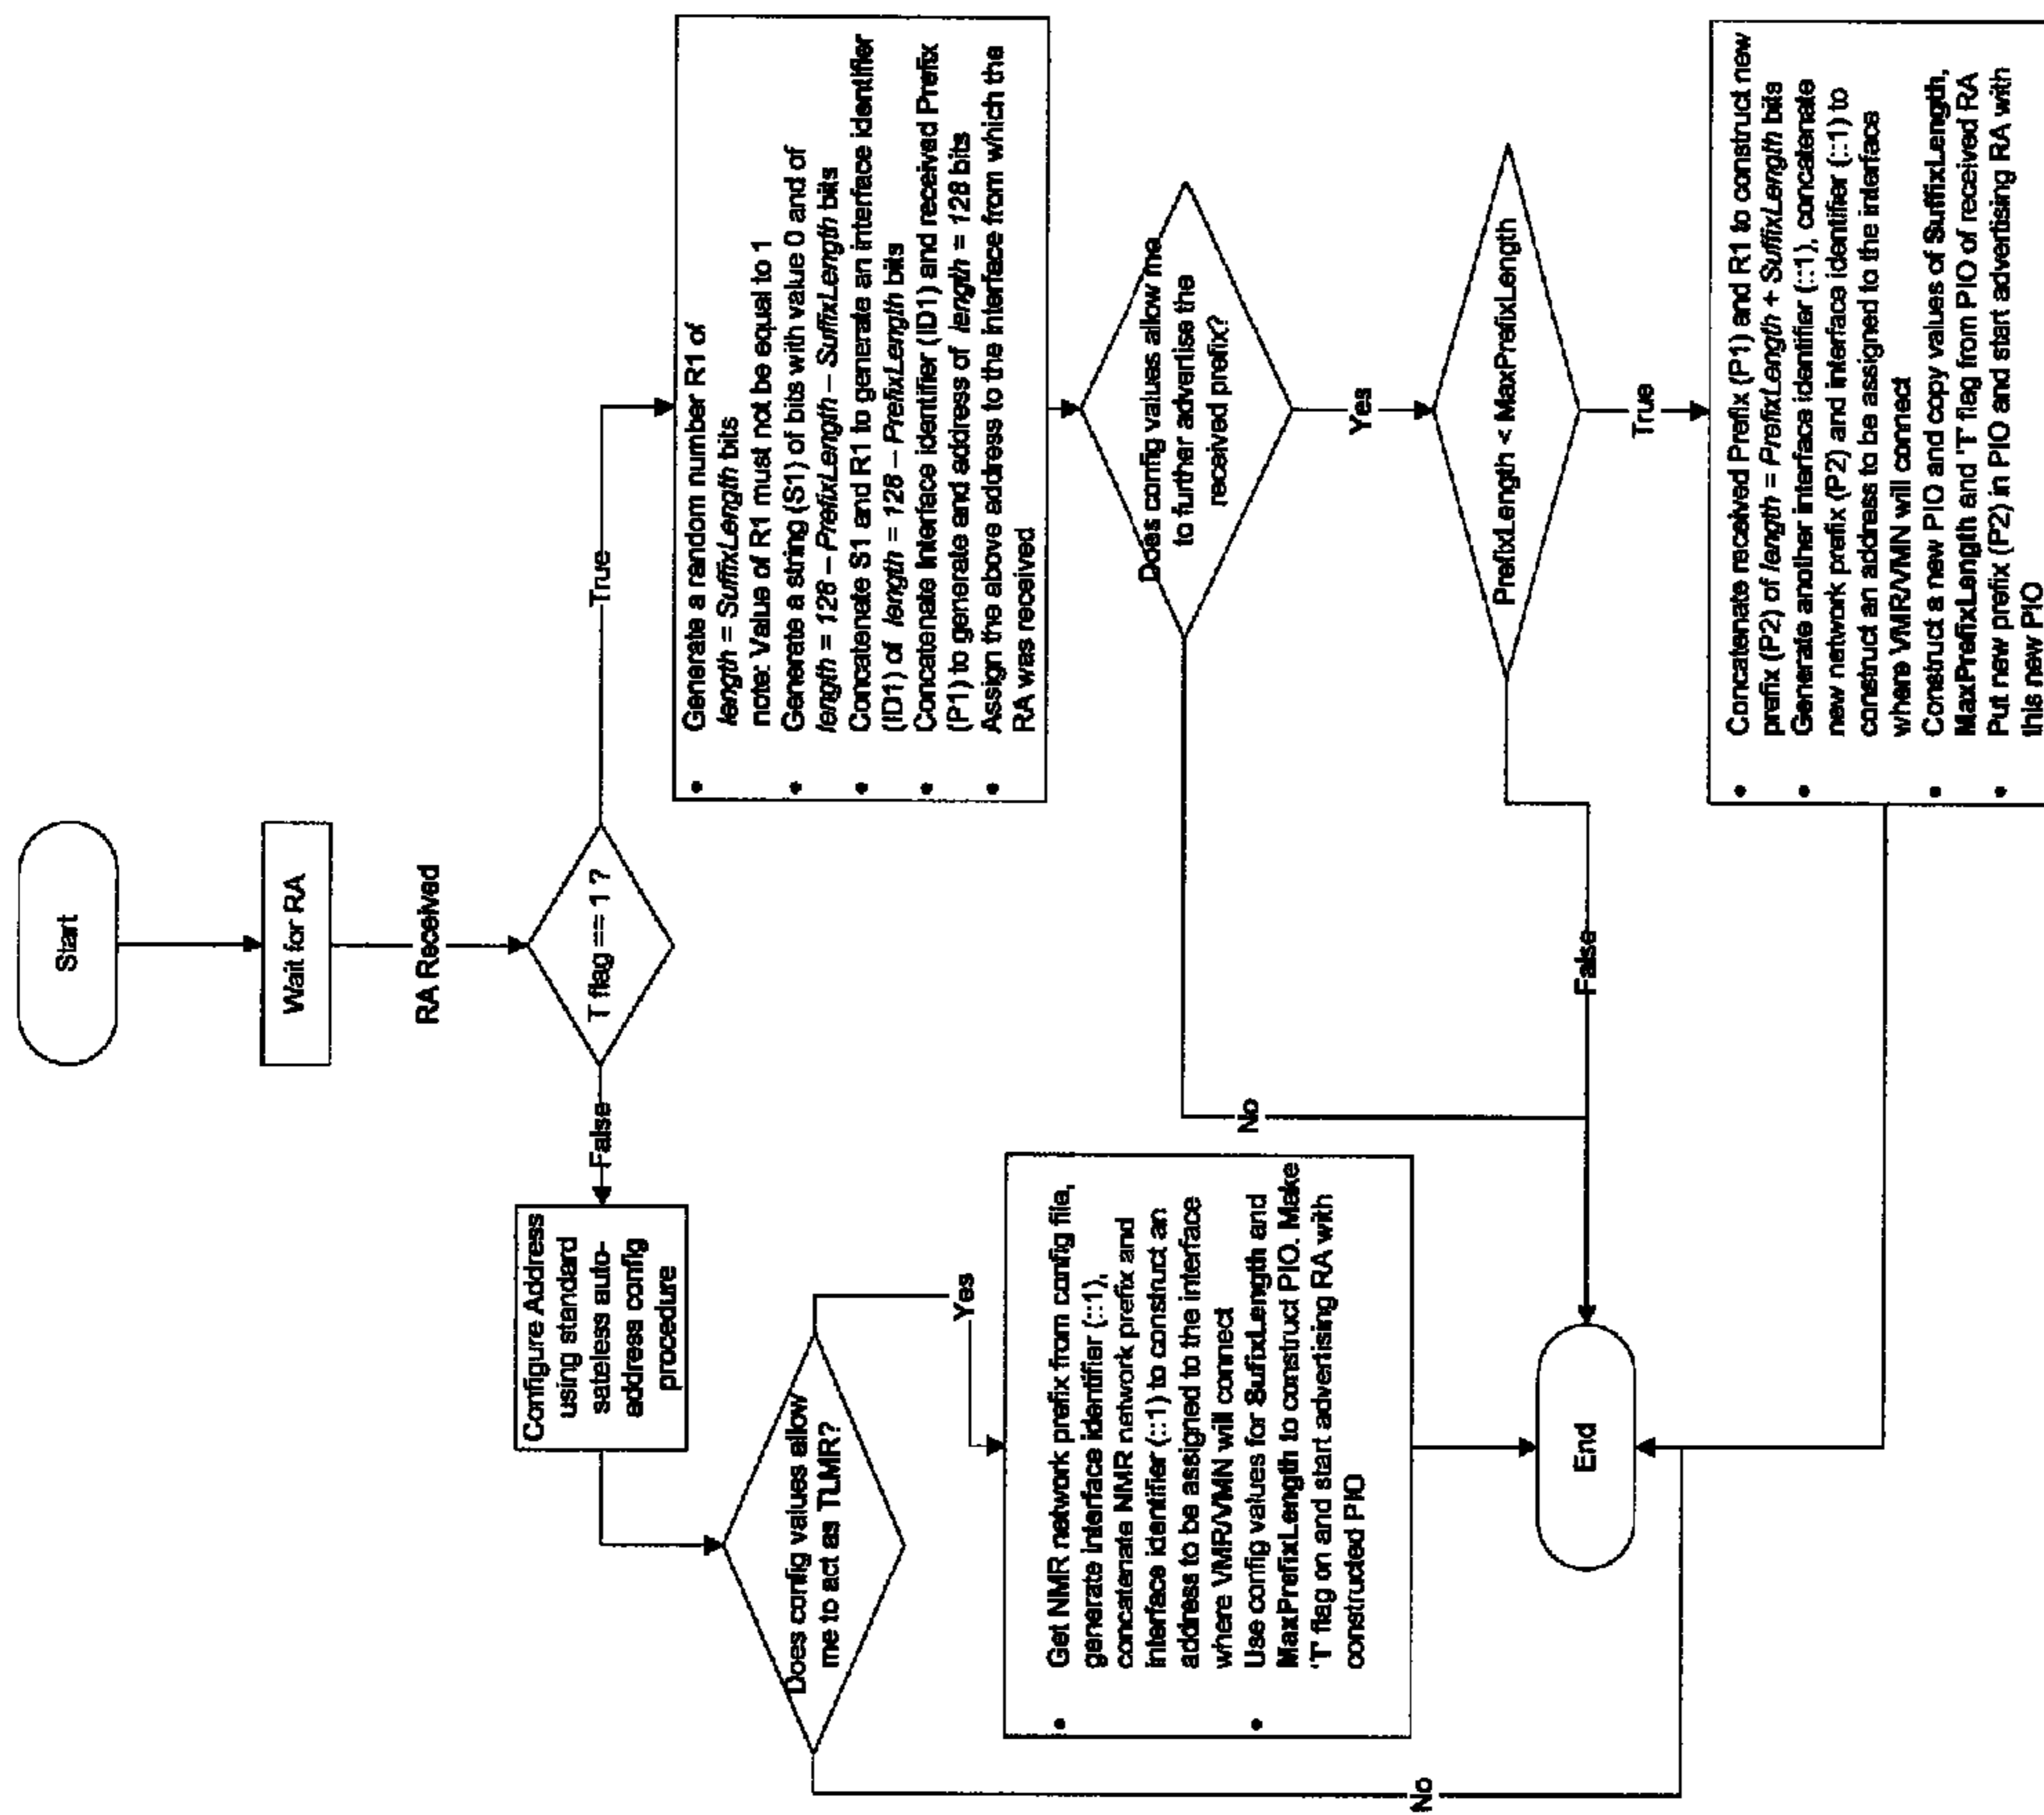 Start
Wait for RA
RA Received
T flag == 1 ?
False
True
Configure Address
using standard
sateless auto-
address config
procedure
Does config values allow
me to act as TLMR?
Yes
No
• Get NMR network prefix from config file,
generate interface identifier (::1),
concatenate NMR network prefix and
interface identifier (::1) to construct an
address to be assigned to the interface
where VMR/VMN will connect
• Use config values for SufixLength and
MaxPrefixLength to construct PIO. Make
'T' flag on and start advertising RA with
constructed PIO
• Generate a random number R1 of
length = SuffixLength bits
note: Value of R1 must not be equal to 1
• Generate a string (S1) of bits with value 0 and of
length = 128 – PrefixLength – SuffixLength bits
• Concatenate S1 and R1 to generate an interface identifier
(ID1) of length = 128 – PrefixLength bits
• Concatenate Interface identifier (ID1) and received Prefix
(P1) to generate and address of length = 128 bits
• Assign the above address to the interface from which the
RA was received
Does config values allow me
to further advertise the
received prefix?
No
Yes
PrefixLength < MaxPrefixLength
False
True
• Concatenate received Prefix (P1) and R1 to construct new
prefix (P2) of length = PrefixLength + SuffixLength bits
• Generate another interface identifier (::1), concatenate
new network prefix (P2) and interface identifier (::1) to
construct an address to be assigned to the interface
where VMR/VMN will connect
• Construct a new PIO and copy values of SuffixLength,
MaxPrefixLength and 'T' flag from PIO of received RA
• Put new prefix (P2) in PIO and start advertising RA with
this new PIO
End